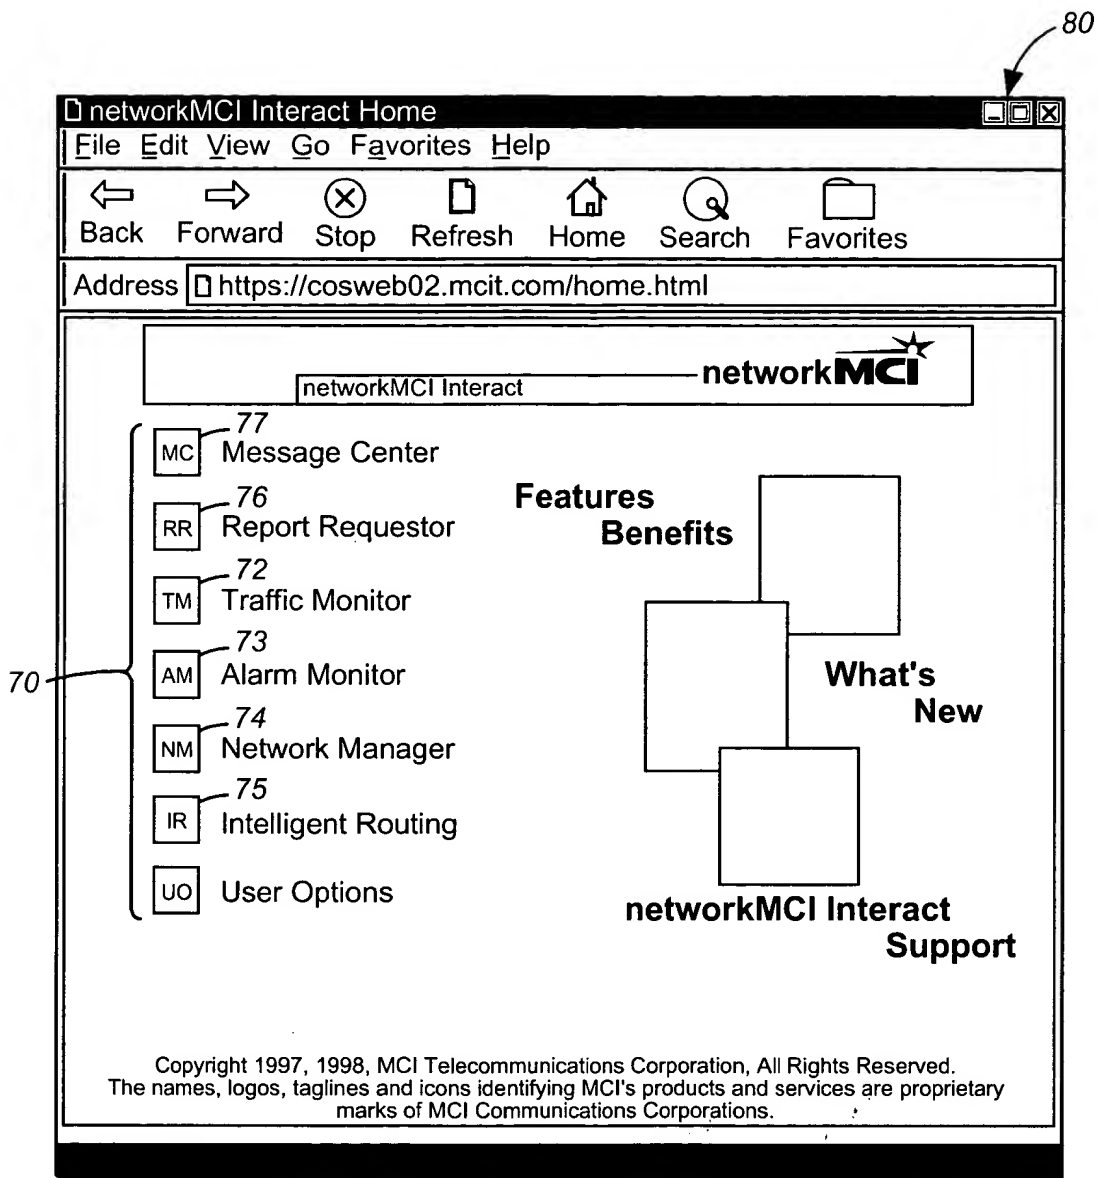 80
networkMCI Interact Home
File Edit View Go Favorites Help
Back Forward Stop Refresh Home Search Favorites
Address https://cosweb02.mcit.com/home.html
networkMCI Interact
networkMCI
70
77
MC Message Center
76
RR Report Requestor
72
TM Traffic Monitor
73
AM Alarm Monitor
74
NM Network Manager
75
IR Intelligent Routing
UO User Options
Features
Benefits
What's
New
networkMCI Interact
Support
Copyright 1997, 1998, MCI Telecommunications Corporation, All Rights Reserved.
The names, logos, taglines and icons identifying MCI's products and services are proprietary
marks of MCI Communications Corporations.